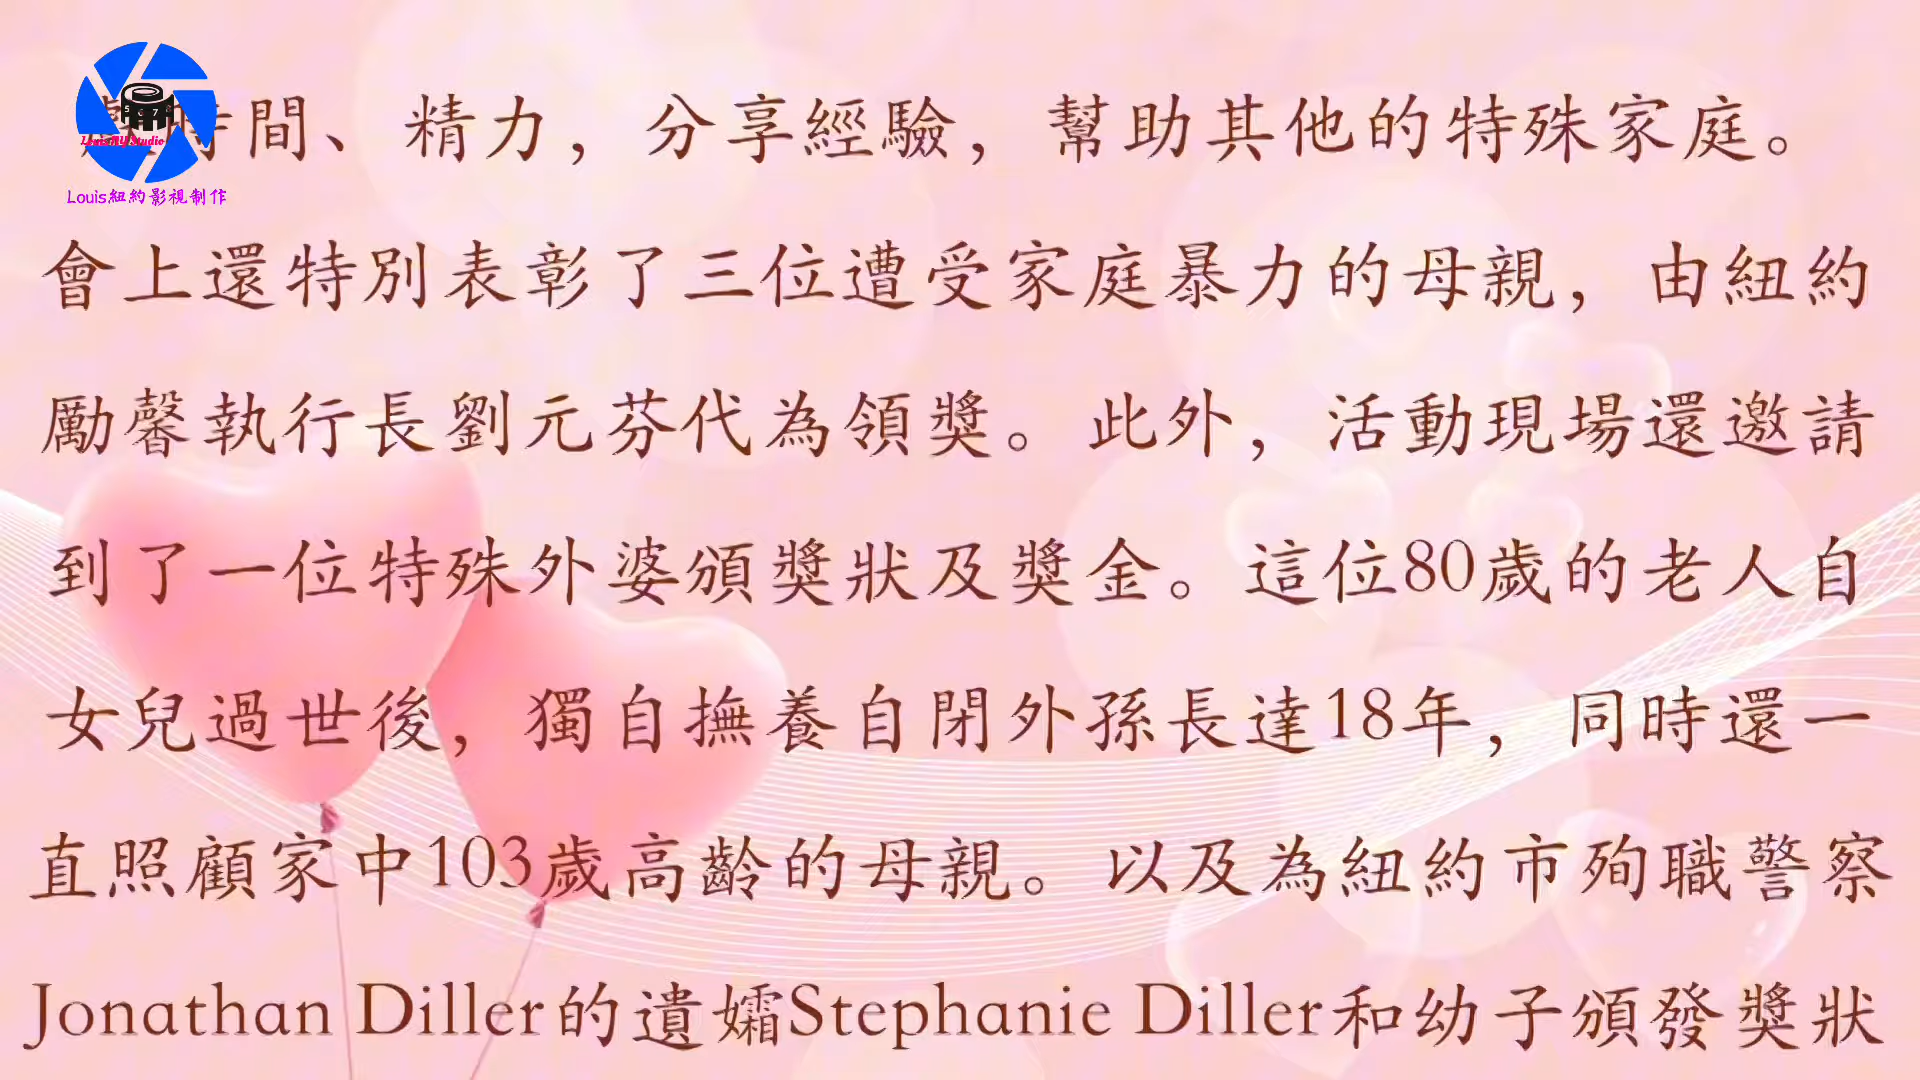 時間、精力，分享經驗，幫助其他的特殊家庭。
Louis NY Studio
Louis紐約影視制作
會上還特別表彰了三位遭受家庭暴力的母親，由紐約
勵馨執行長劉元芬代為領獎。此外，活動現場還邀請
到了一位特殊外婆頒獎狀及獎金。這位80歲的老人自
女兒過世後，獨自撫養自閉外孫長達18年，同時還一
直照顧家中103歲高齡的母親。以及為紐約市殉職警察
Jonathan Diller的遺孀Stephanie Diller和幼子頒發獎狀